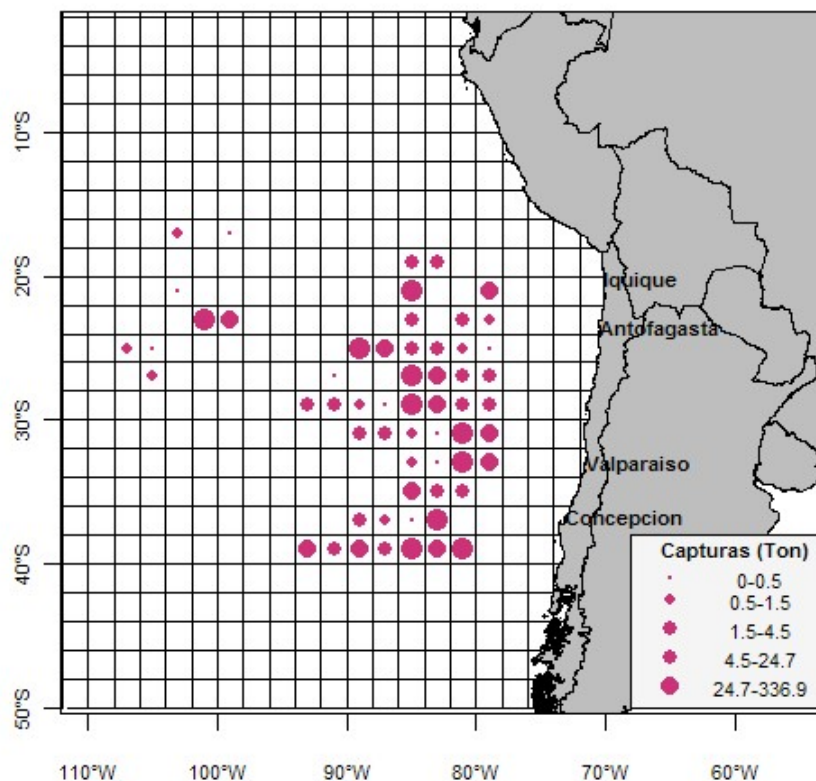 10°S
20°S
30°S
40°S
50°S
Iquique
Antofagasta
Valparaiso
Concepcion
Capturas (Ton)
0-0.5
0.5-1.5
1.5-4.5
4.5-24.7
24.7-336.9
110°W
100°W
90°W
80°W
70°W
60°W